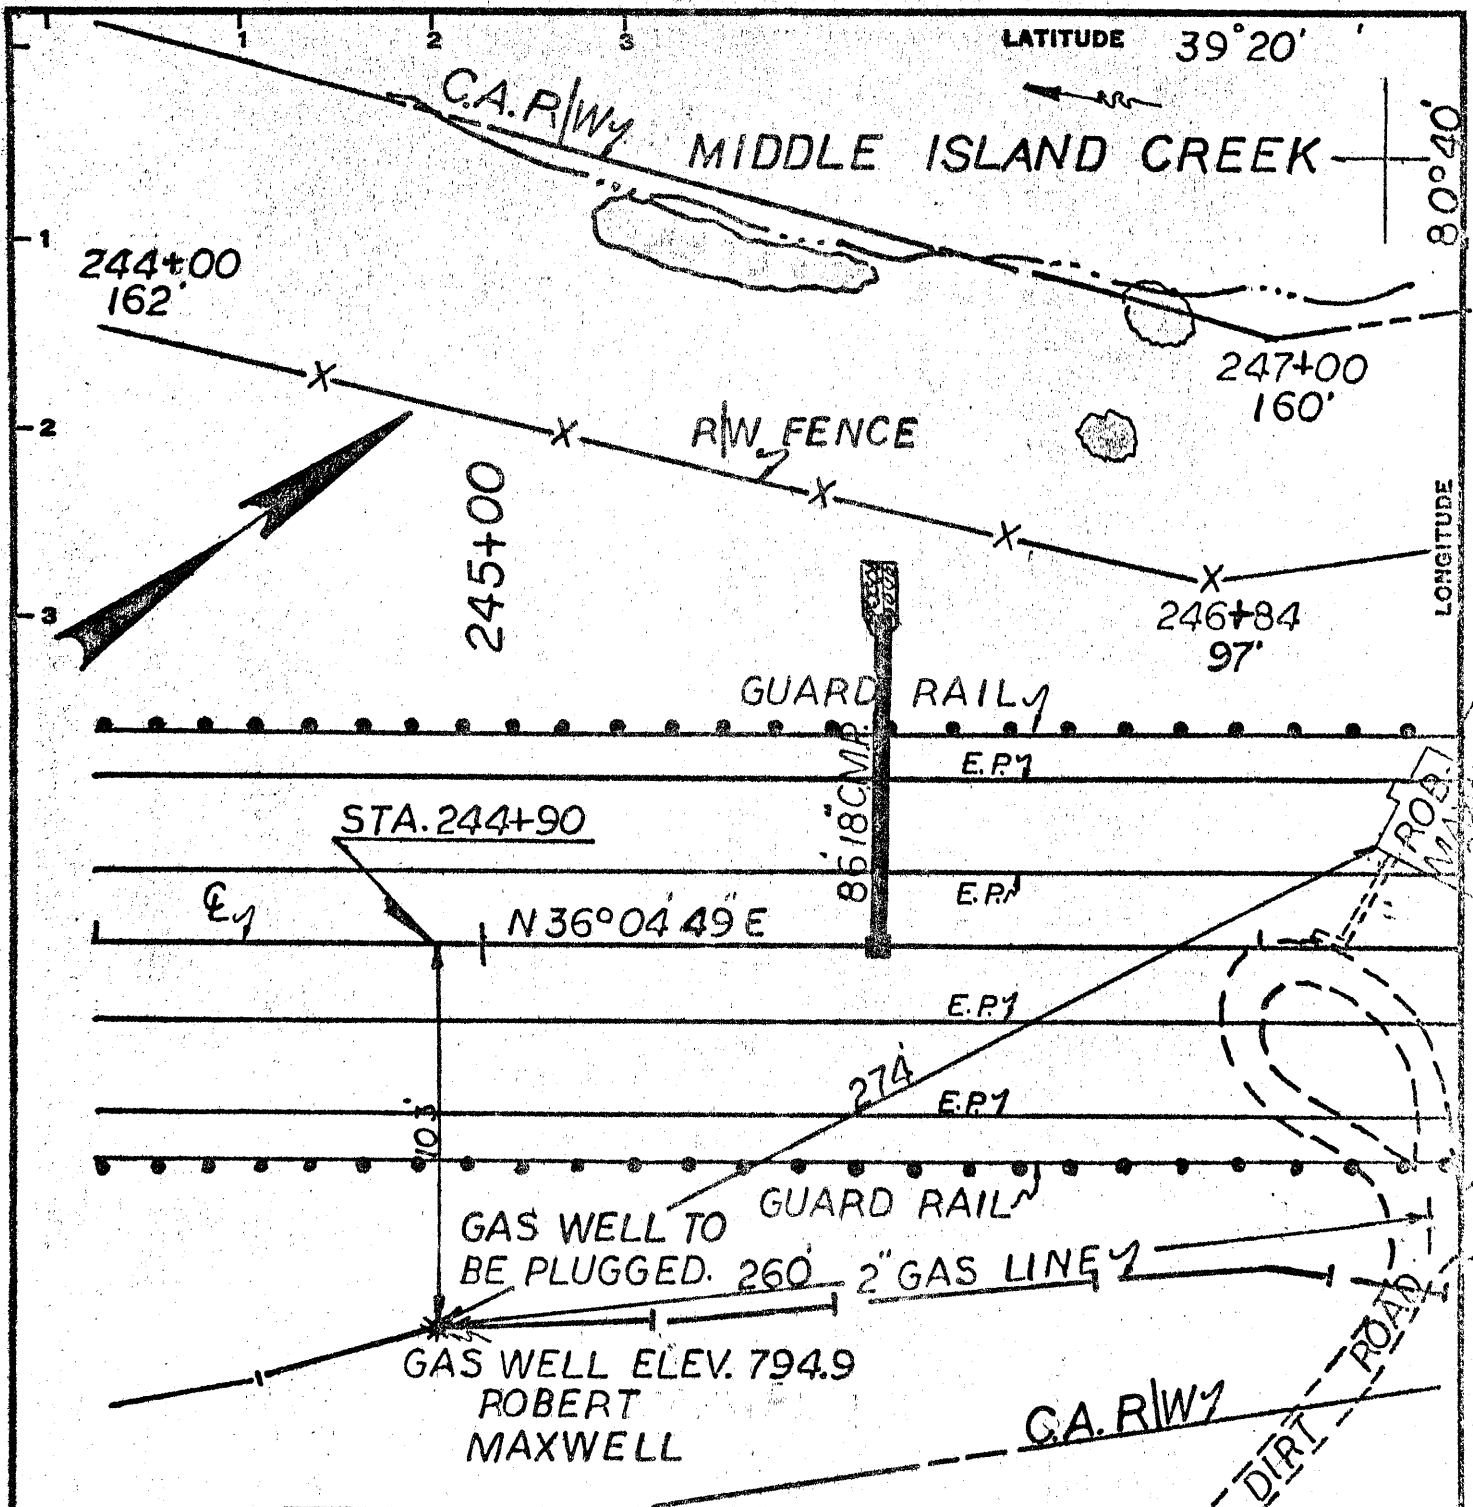 1 2 3
LATITUDE 39°20'
C.A. R/W
MIDDLE ISLAND CREEK
80°40'
1
244+00
162'
247+00
160'
2
R/W FENCE
245+00
LONGITUDE
3
246+84
97'
GUARD RAIL
E.P.
STA. 244+90
86' 18" C.M.P.
ROB.
E.P.
℄
N 36°04'49" E
E.P.
274'
E.P.
103'
GUARD RAIL
GAS WELL TO
BE PLUGGED.
260' 2" GAS LINE
GAS WELL ELEV. 794.9
ROBERT
MAXWELL
C.A. R/W
DIRT ROAD